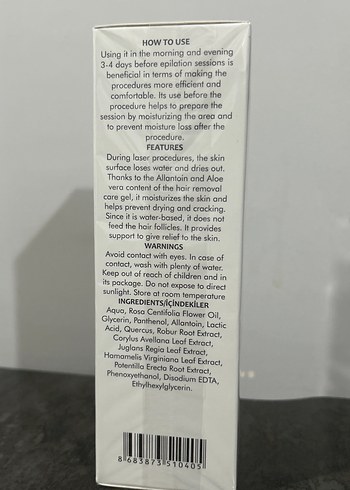 HOW TO USE
Using it in the morning and evening
3-4 days before epilation sessions is
beneficial in terms of making the
procedures more efficient and
comfortable. Its use before the
procedure helps to prepare the
session by moisturizing the area and
to prevent moisture loss after the
procedure.
FEATURES
During laser procedures, the skin
surface loses water and dries out.
Thanks to the Allantoin and Aloe
vera content of the hair removal
care gel, it moisturizes the skin and
helps prevent drying and cracking.
Since it is water-based, it does not
feed the hair follicles. It provides
support to give relief to the skin.
WARNINGS
Avoid contact with eyes. In case of
contact, wash with plenty of water.
Keep out of reach of children and in
its package. Do not expose to direct
sunlight. Store at room temperature
INGREDIENTS/İÇİNDEKİLER
Aqua, Rosa Centifolia Flower Oil,
Glycerin, Panthenol, Allantoin, Lactic
Acid, Quercus, Robur Root Extract,
Corylus Avellana Leaf Extract,
Juglans Regia Leaf Extract,
Hamamelis Virginiana Leaf Extract,
Potentilla Erecta Root Extract,
Phenoxyethanol, Disodium EDTA,
Ethylhexylglycerin.
8 683873 510405